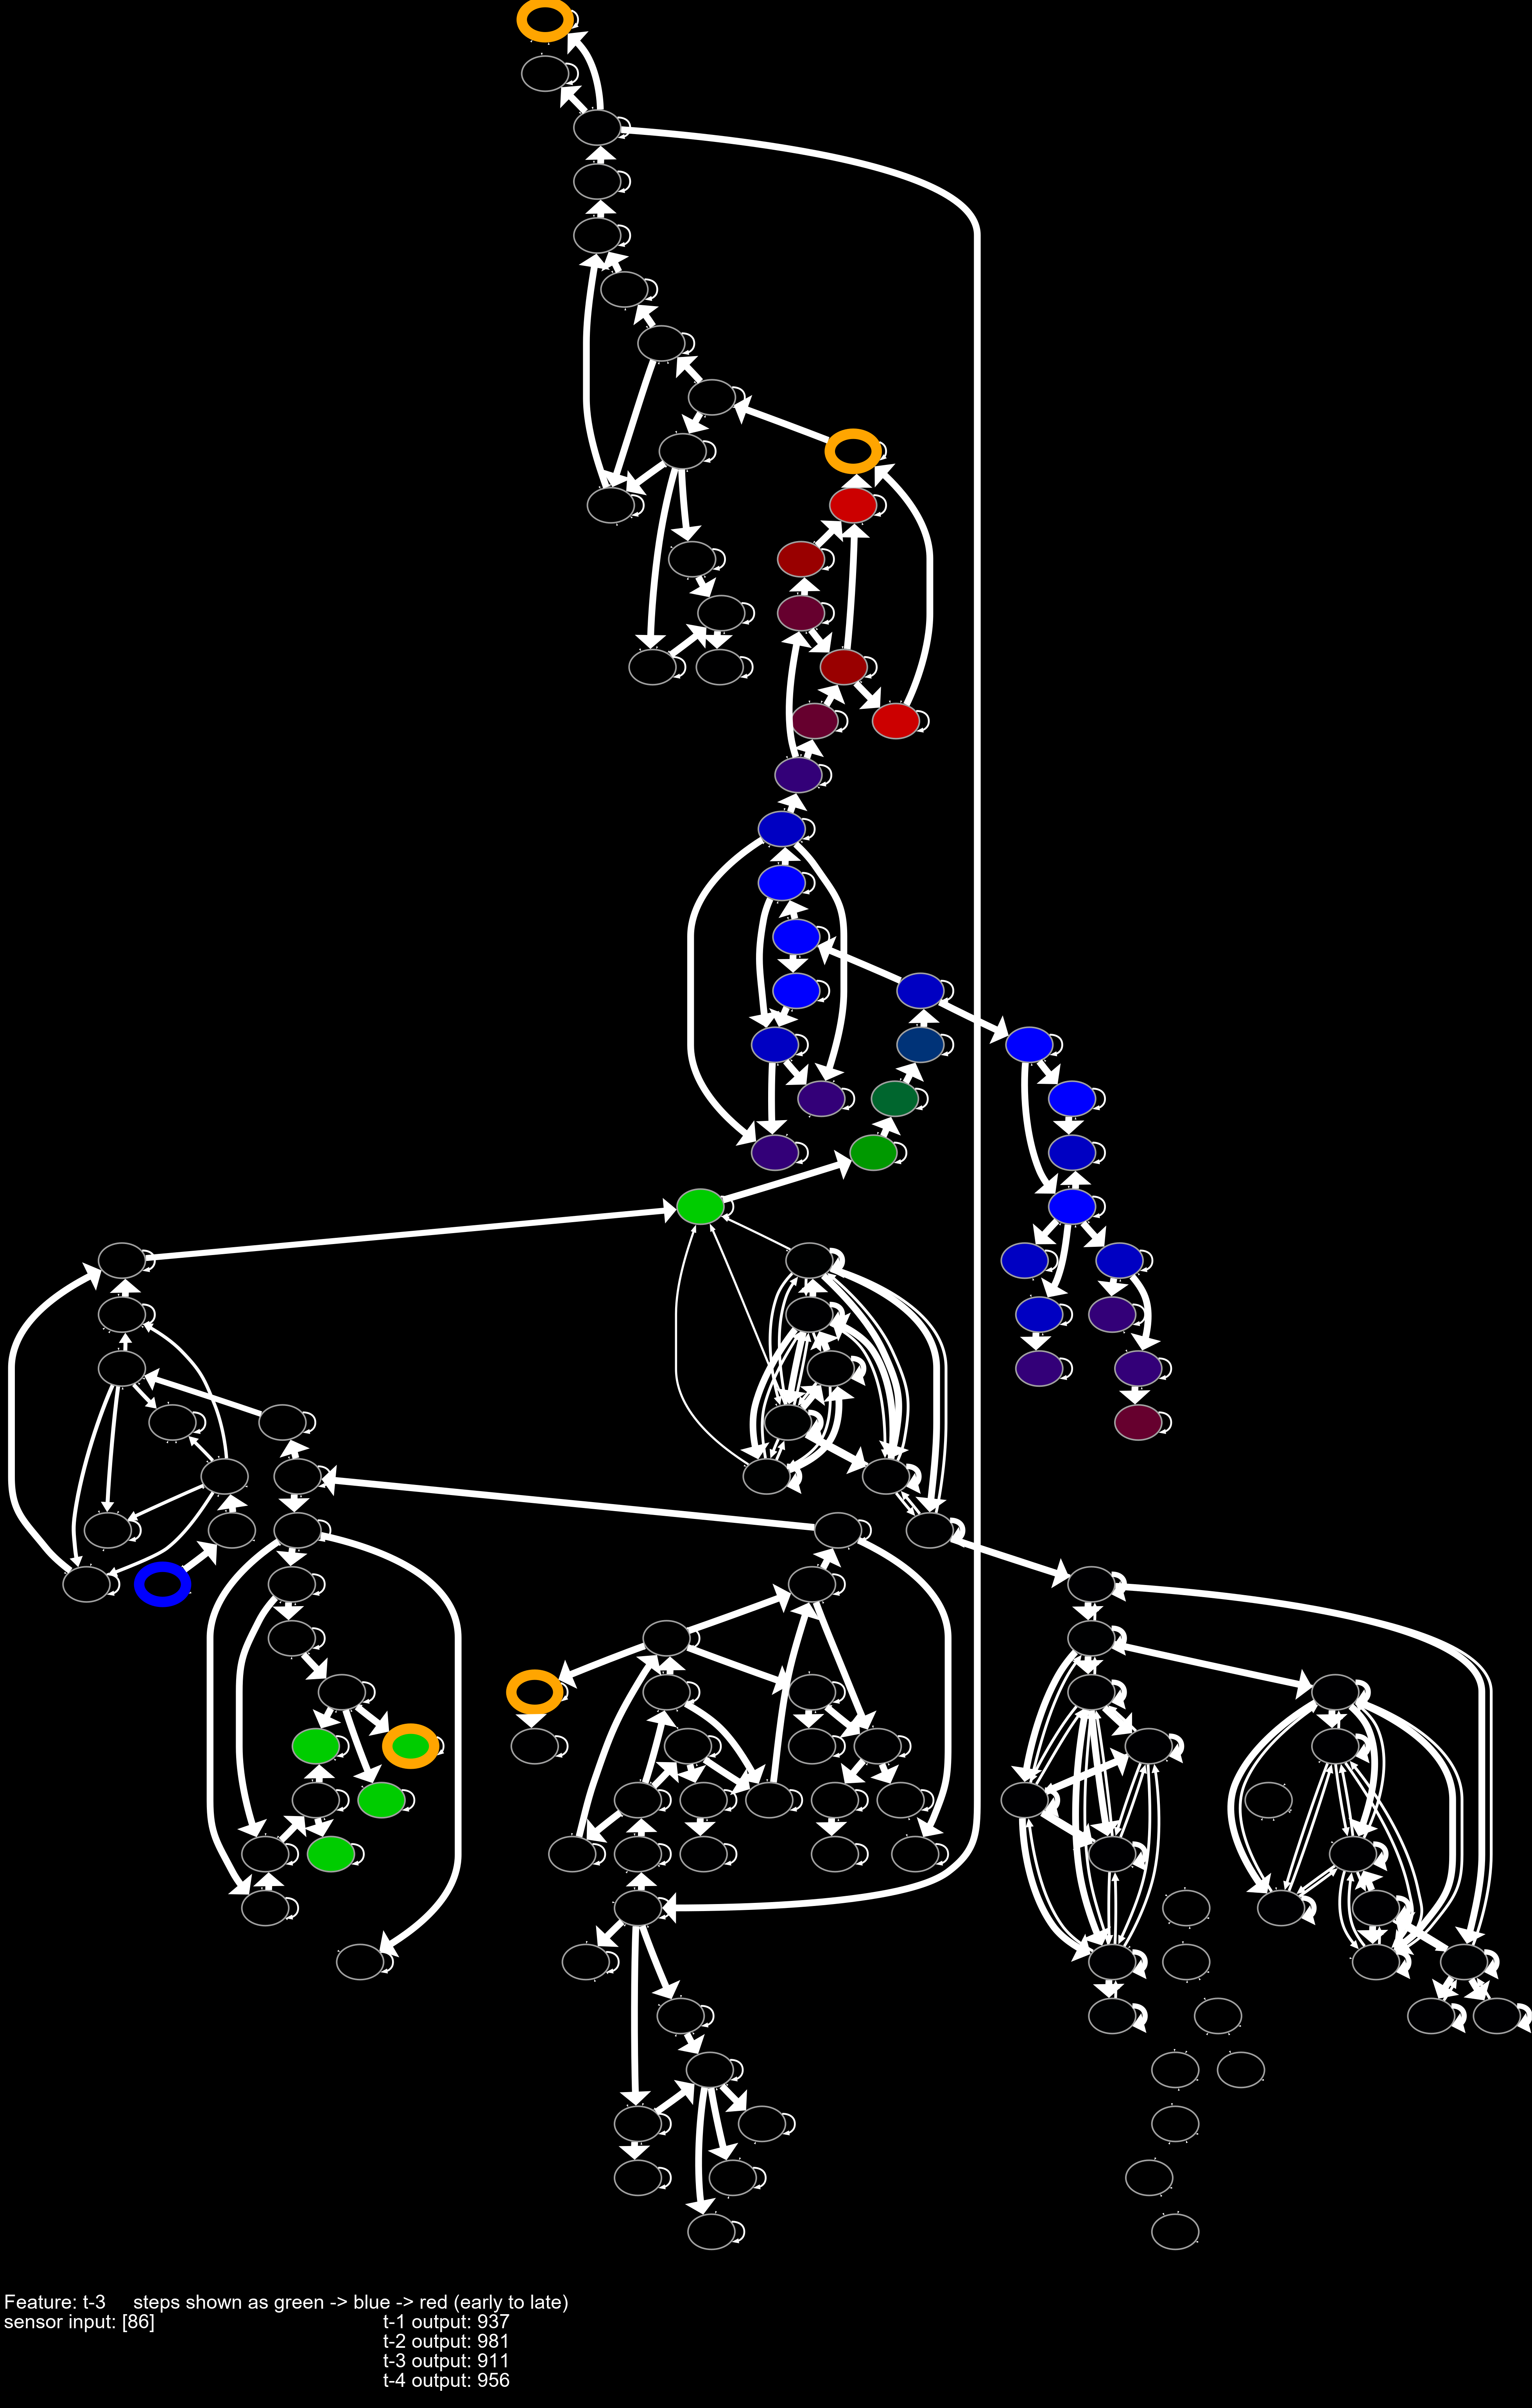 Feature: t-3     steps shown as green -> blue -> red (early to late)
sensor input: [86]     t-1 output: 937
t-2 output: 981
t-3 output: 911
t-4 output: 956